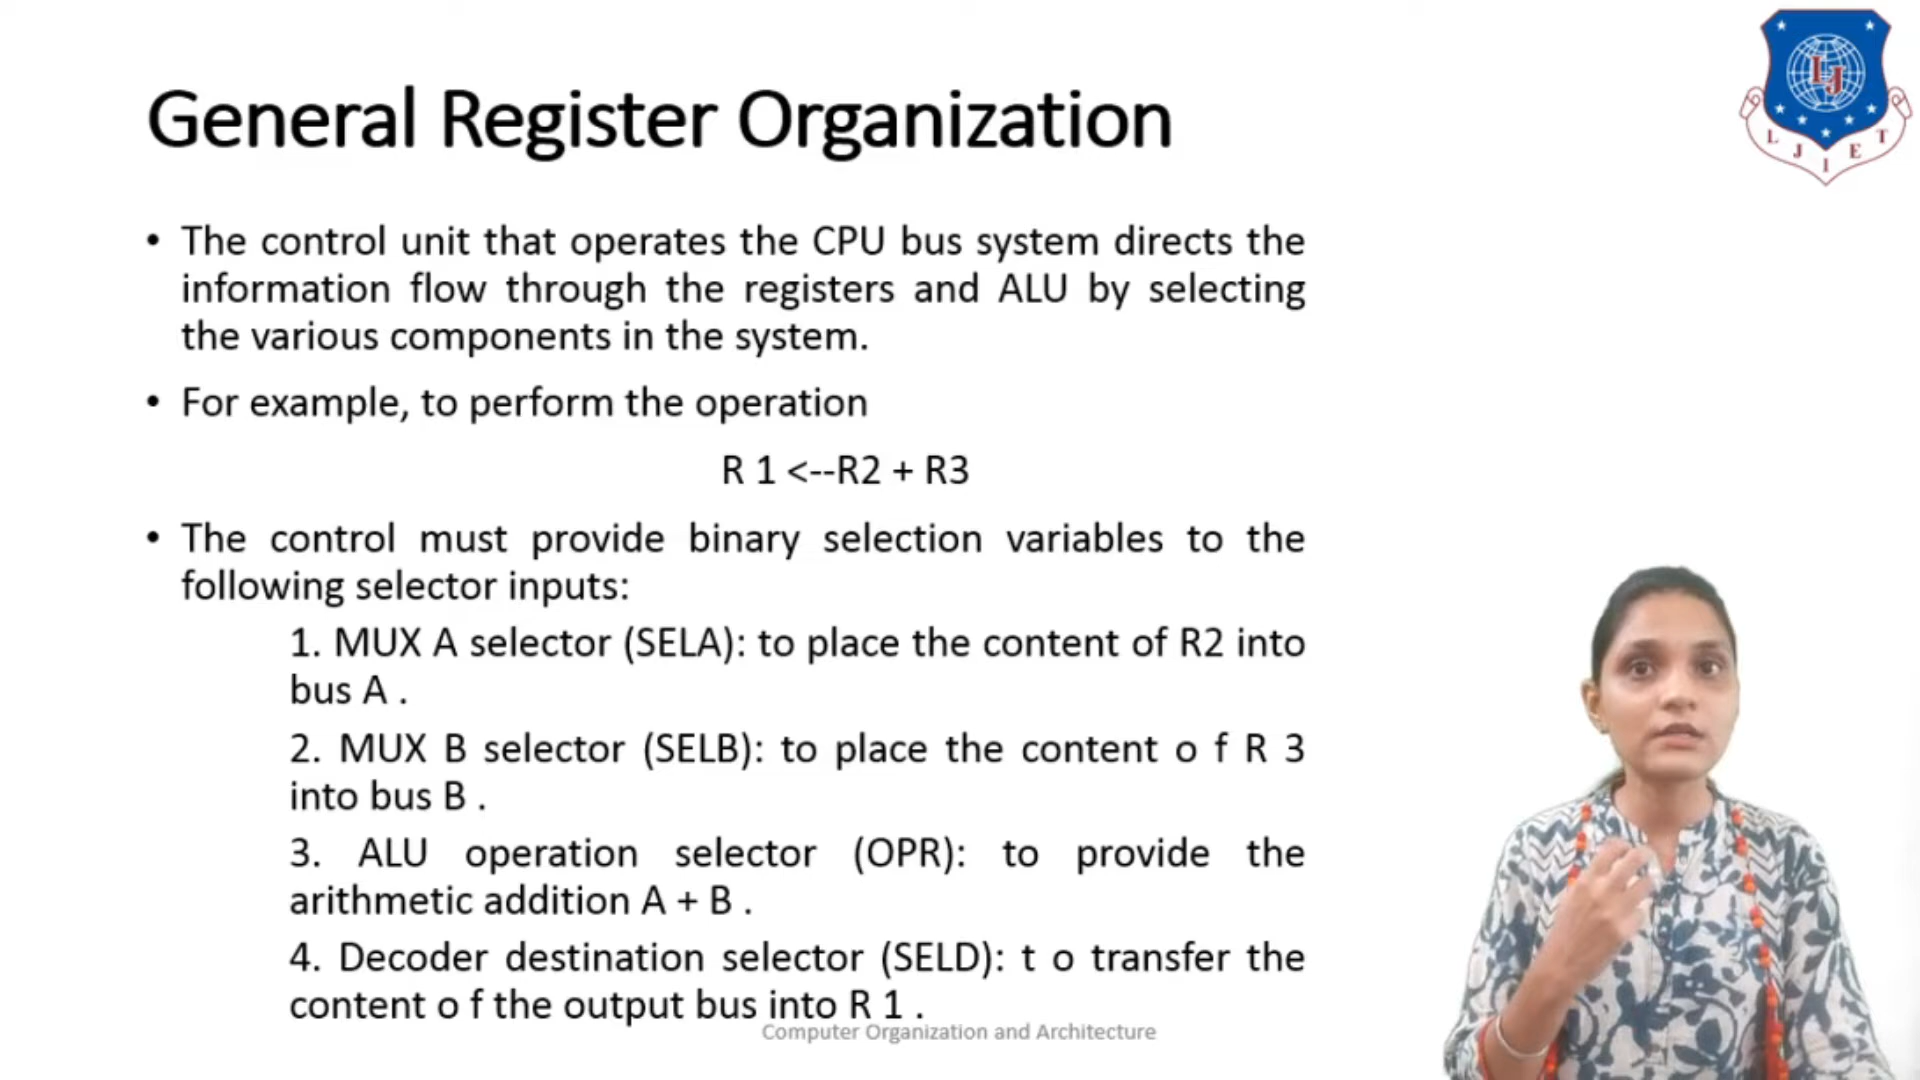 General Register Organization
L J I E T
LJ
• The control unit that operates the CPU bus system directs the
information flow through the registers and ALU by selecting
the various components in the system.
• For example, to perform the operation
R 1 <--R2 + R3
• The control must provide binary selection variables to the
following selector inputs:
1. MUX A selector (SELA): to place the content of R2 into
bus A .
2. MUX B selector (SELB): to place the content o f R 3
into bus B .
3. ALU operation selector (OPR): to provide the
arithmetic addition A + B .
4. Decoder destination selector (SELD): t o transfer the
content o f the output bus into R 1 .
Computer Organization and Architecture